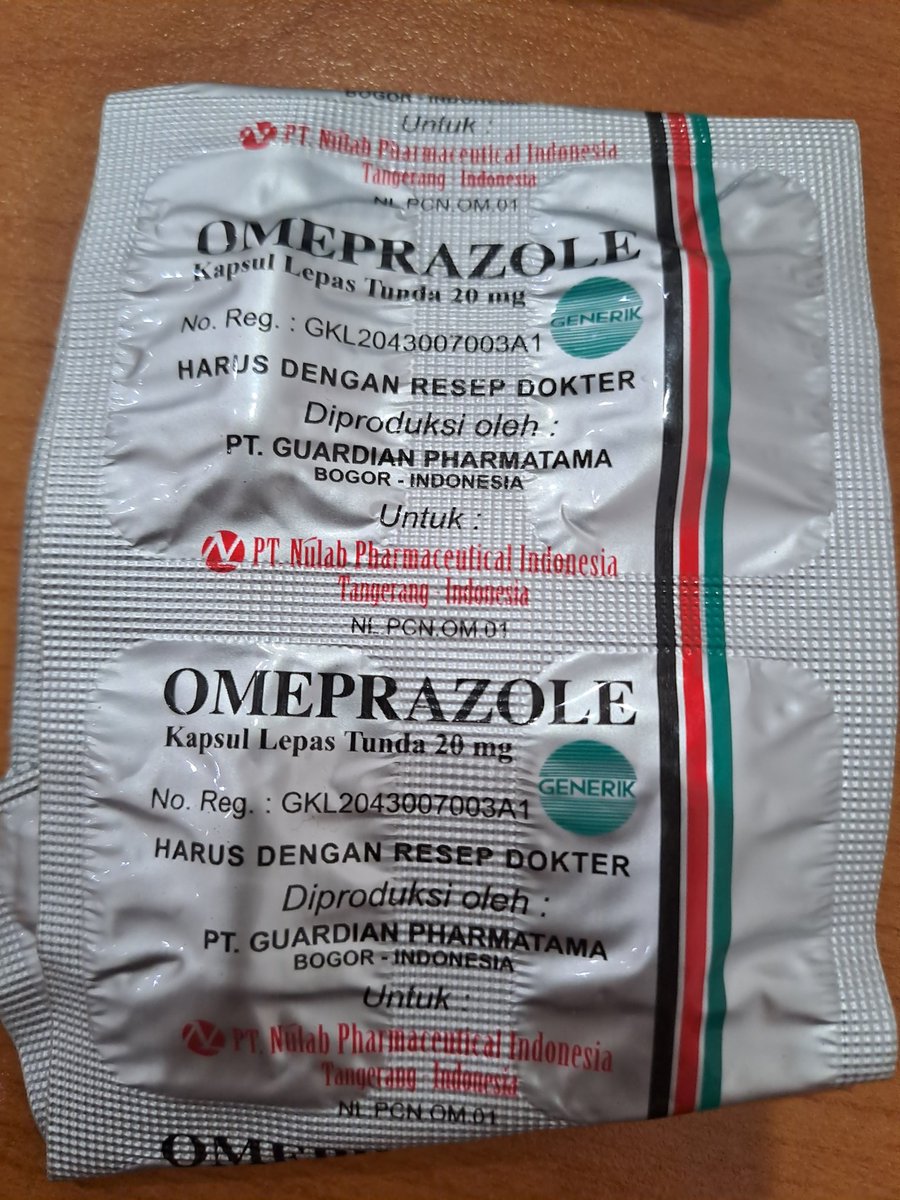 BOGOR - INDONESIA
Untuk :
PT. Nulab Pharmaceutical Indonesia
Tangerang Indonesia
NL.PCN.OM.01
OMEPRAZOLE
Kapsul Lepas Tunda 20 mg
GENERIK
No. Reg. : GKL2043007003A1
HARUS DENGAN RESEP DOKTER
Diproduksi oleh :
PT. GUARDIAN PHARMATAMA
BOGOR - INDONESIA
Untuk :
PT. Nulab Pharmaceutical Indonesia
Tangerang Indonesia
NL.PCN.OM.01
OMEPRAZOLE
Kapsul Lepas Tunda 20 mg
GENERIK
No. Reg. : GKL2043007003A1
HARUS DENGAN RESEP DOKTER
Diproduksi oleh :
PT. GUARDIAN PHARMATAMA
BOGOR - INDONESIA
Untuk :
PT. Nulab Pharmaceutical Indonesia
Tangerang Indonesia
NL.PCN.OM.01